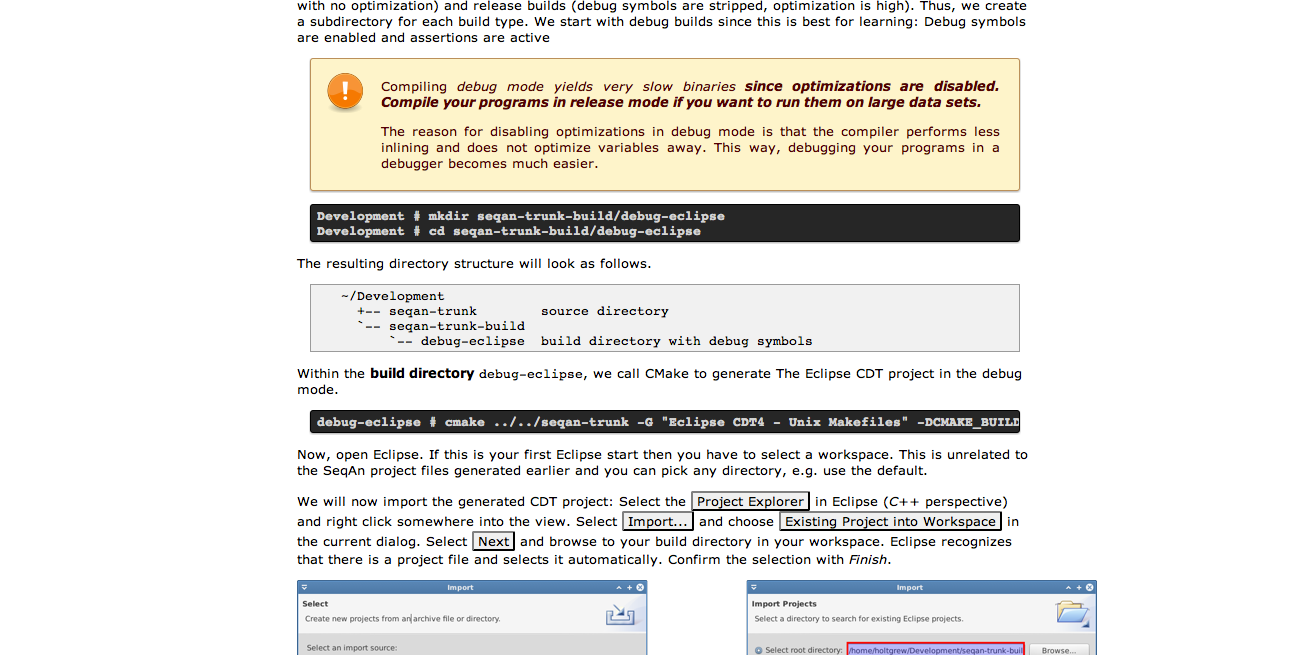 with no optimization) and release builds (debug symbols are stripped, optimization is high). Thus, we create
a subdirectory for each build type. We start with debug builds since this is best for learning: Debug symbols
are enabled and assertions are active
Compiling debug mode yields very slow binaries since optimizations are disabled.
Compile your programs in release mode if you want to run them on large data sets.
The reason for disabling optimizations in debug mode is that the compiler performs less
inlining and does not optimize variables away. This way, debugging your programs in a
debugger becomes much easier.
Development # mkdir seqan-trunk-build/debug-eclipse
Development # cd seqan-trunk-build/debug-eclipse
The resulting directory structure will look as follows.
~/Development
+-- seqan-trunk source directory
`-- seqan-trunk-build
`-- debug-eclipse build directory with debug symbols
Within the build directory debug-eclipse, we call CMake to generate The Eclipse CDT project in the debug
mode.
debug-eclipse # cmake ../../seqan-trunk -G "Eclipse CDT4 - Unix Makefiles" -DCMAKE_BUILD
Now, open Eclipse. If this is your first Eclipse start then you have to select a workspace. This is unrelated to
the SeqAn project files generated earlier and you can pick any directory, e.g. use the default.
We will now import the generated CDT project: Select the Project Explorer in Eclipse (C++ perspective)
and right click somewhere into the view. Select Import... and choose Existing Project into Workspace in
the current dialog. Select Next and browse to your build directory in your workspace. Eclipse recognizes
that there is a project file and selects it automatically. Confirm the selection with Finish.
Import
Select
Create new projects from an archive file or directory.
Select an import source:
Import
Import Projects
Select a directory to search for existing Eclipse projects.
Select root directory: /home/holtgrew/Development/seqan-trunk-buil Browse...